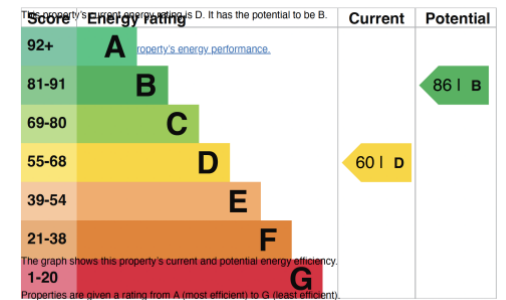 This property's current energy rating is D. It has the potential to be B.
Score Energy rating Current Potential
92+ A
property's energy performance.
81-91 B 86 | B
69-80 C
55-68 D 60 | D
39-54 E
21-38 F
The graph shows this property's current and potential energy efficiency.
1-20 G
Properties are given a rating from A (most efficient) to G (least efficient).